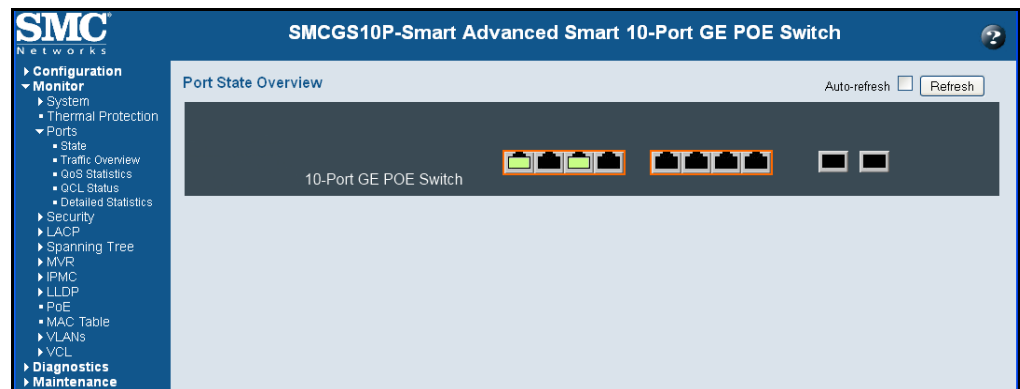 SMC
Networks
SMCGS10P-Smart Advanced Smart 10-Port GE POE Switch
?
Configuration
Monitor
System
Thermal Protection
Ports
State
Traffic Overview
QoS Statistics
QCL Status
Detailed Statistics
Security
LACP
Spanning Tree
MVR
IPMC
LLDP
PoE
MAC Table
VLANs
VCL
Diagnostics
Maintenance
Port State Overview
Auto-refresh
Refresh
10-Port GE POE Switch